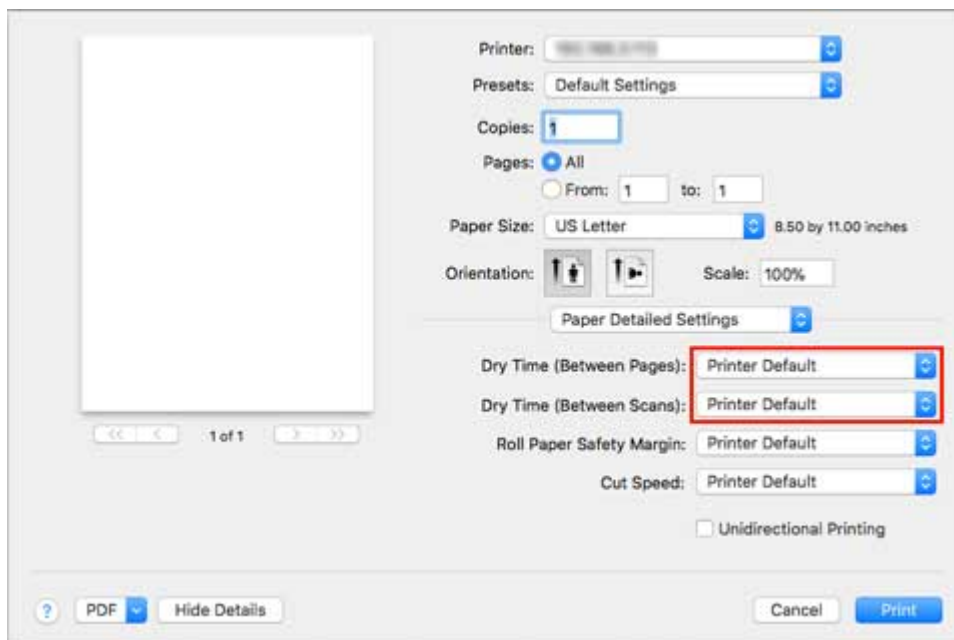 Printer:
Presets: Default Settings
Copies: 1
Pages: All
From: 1 to: 1
Paper Size: US Letter 8.50 by 11.00 inches
Orientation: Scale: 100%
Paper Detailed Settings
Dry Time (Between Pages): Printer Default
Dry Time (Between Scans): Printer Default
<< < 1 of 1 > >>
Roll Paper Safety Margin: Printer Default
Cut Speed: Printer Default
Unidirectional Printing
? PDF Hide Details Cancel Print